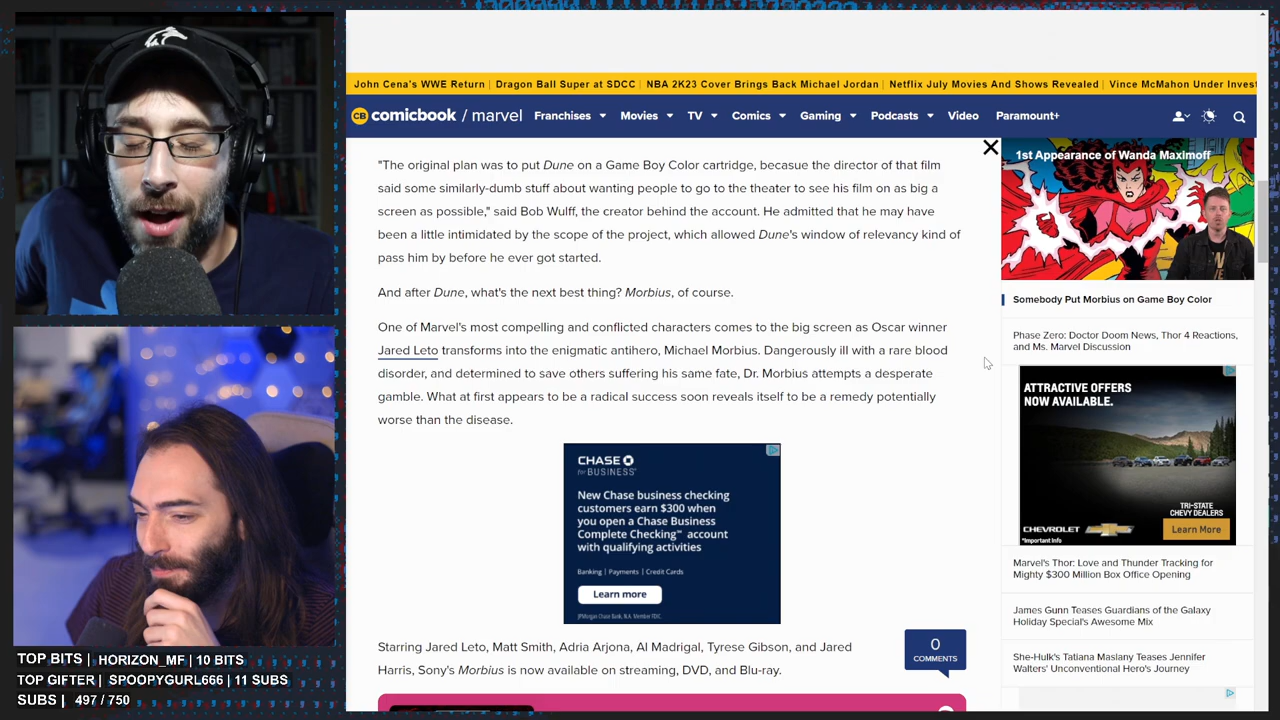 John Cena's WWE Return | Dragon Ball Super at SDCC | NBA 2K23 Cover Brings Back Michael Jordan | Netflix July Movies And Shows Revealed | Vince McMahon Under Invest
CB comicbook / marvel Franchises Movies TV Comics Gaming Podcasts Video Paramount+
"The original plan was to put Dune on a Game Boy Color cartridge, becasue the director of that film
said some similarly-dumb stuff about wanting people to go to the theater to see his film on as big a
screen as possible," said Bob Wulff, the creator behind the account. He admitted that he may have
been a little intimidated by the scope of the project, which allowed Dune's window of relevancy kind of
pass him by before he ever got started.
And after Dune, what's the next best thing? Morbius, of course.
One of Marvel's most compelling and conflicted characters comes to the big screen as Oscar winner
Jared Leto transforms into the enigmatic antihero, Michael Morbius. Dangerously ill with a rare blood
disorder, and determined to save others suffering his same fate, Dr. Morbius attempts a desperate
gamble. What at first appears to be a radical success soon reveals itself to be a remedy potentially
worse than the disease.
CHASE
for BUSINESS
New Chase business checking
customers earn $300 when
you open a Chase Business
Complete Checking℠ account
with qualifying activities
Banking | Payments | Credit Cards
Learn more
JPMorgan Chase Bank, N.A. Member FDIC.
Starring Jared Leto, Matt Smith, Adria Arjona, Al Madrigal, Tyrese Gibson, and Jared
Harris, Sony's Morbius is now available on streaming, DVD, and Blu-ray.
0
COMMENTS
1st Appearance of Wanda Maximoff
Somebody Put Morbius on Game Boy Color
Phase Zero: Doctor Doom News, Thor 4 Reactions,
and Ms. Marvel Discussion
ATTRACTIVE OFFERS
NOW AVAILABLE.
TRI-STATE
CHEVY DEALERS
CHEVROLET
Learn More
*Important Info
Marvel's Thor: Love and Thunder Tracking for
Mighty $300 Million Box Office Opening
James Gunn Teases Guardians of the Galaxy
Holiday Special's Awesome Mix
She-Hulk's Tatiana Maslany Teases Jennifer
Walters' Unconventional Hero's Journey
TOP BITS | HORIZON_MF | 10 BITS
TOP GIFTER | SPOOPYGURL666 | 11 SUBS
SUBS | 497 / 750